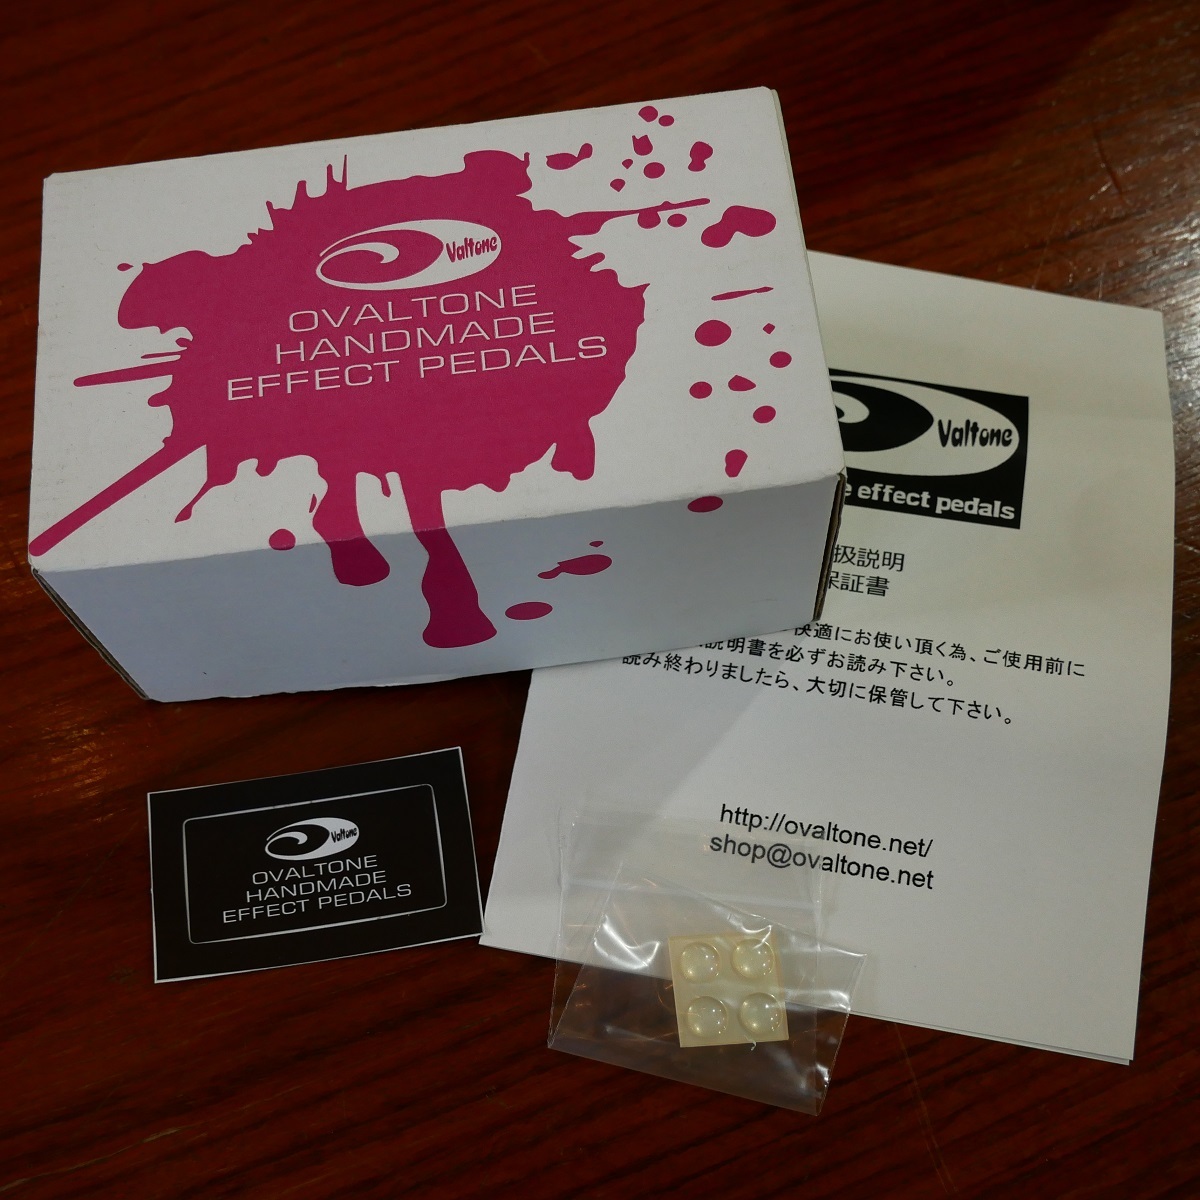 Valtone
OVALTONE
HANDMADE
EFFECT PEDALS
Valtone
effect pedals
扱説明
証書
快適にお使い頂く為、ご使用前に
説明書を必ずお読み下さい。
読み終わりましたら、大切に保管して下さい。
http://ovaltone.net/
shop@ovaltone.net
Valtone
OVALTONE
HANDMADE
EFFECT PEDALS